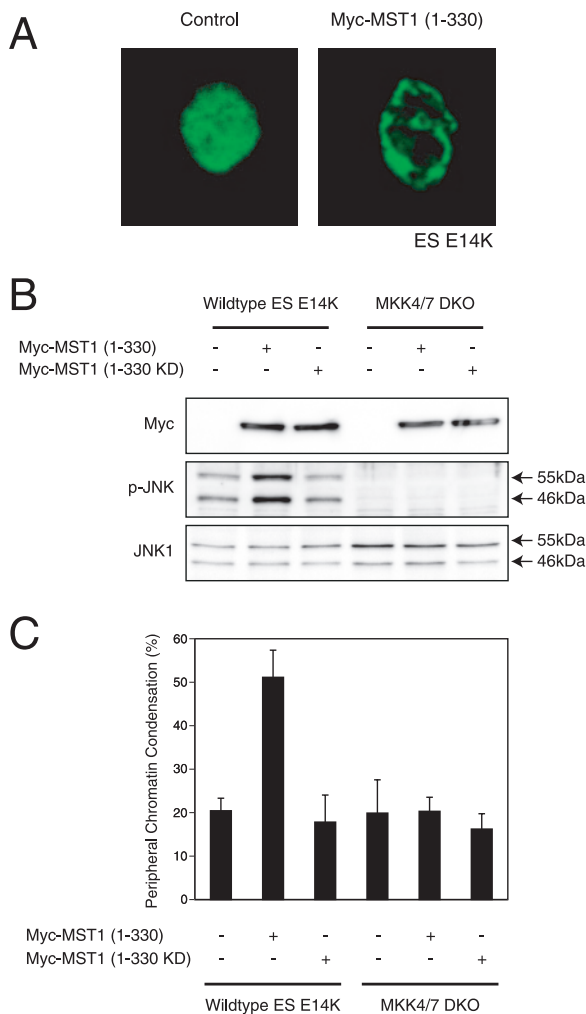 A
Control Myc-MST1 (1-330)
ES E14K
B
Wildtype ES E14K MKK4/7 DKO
Myc-MST1 (1-330) - + - - + -
Myc-MST1 (1-330 KD) - - + - - +
Myc
p-JNK
55kDa
46kDa
JNK1
55kDa
46kDa
C
Peripheral Chromatin Condensation (%)
60
50
40
30
20
10
0
Myc-MST1 (1-330) - + - - + -
Myc-MST1 (1-330 KD) - - + - - +
Wildtype ES E14K MKK4/7 DKO